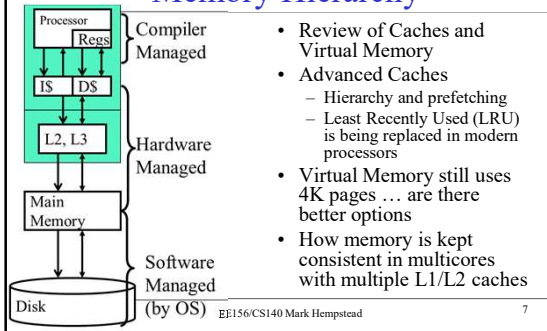 Memory Hierarchy
Processor
Regs
I$ D$
L2, L3
Main
Memory
Disk
Compiler
Managed
Hardware
Managed
Software
Managed
(by OS)
• Review of Caches and
Virtual Memory
• Advanced Caches
– Hierarchy and prefetching
– Least Recently Used (LRU)
is being replaced in modern
processors
• Virtual Memory still uses
4K pages … are there
better options
• How memory is kept
consistent in multicores
with multiple L1/L2 caches
EE156/CS140 Mark Hempstead
7